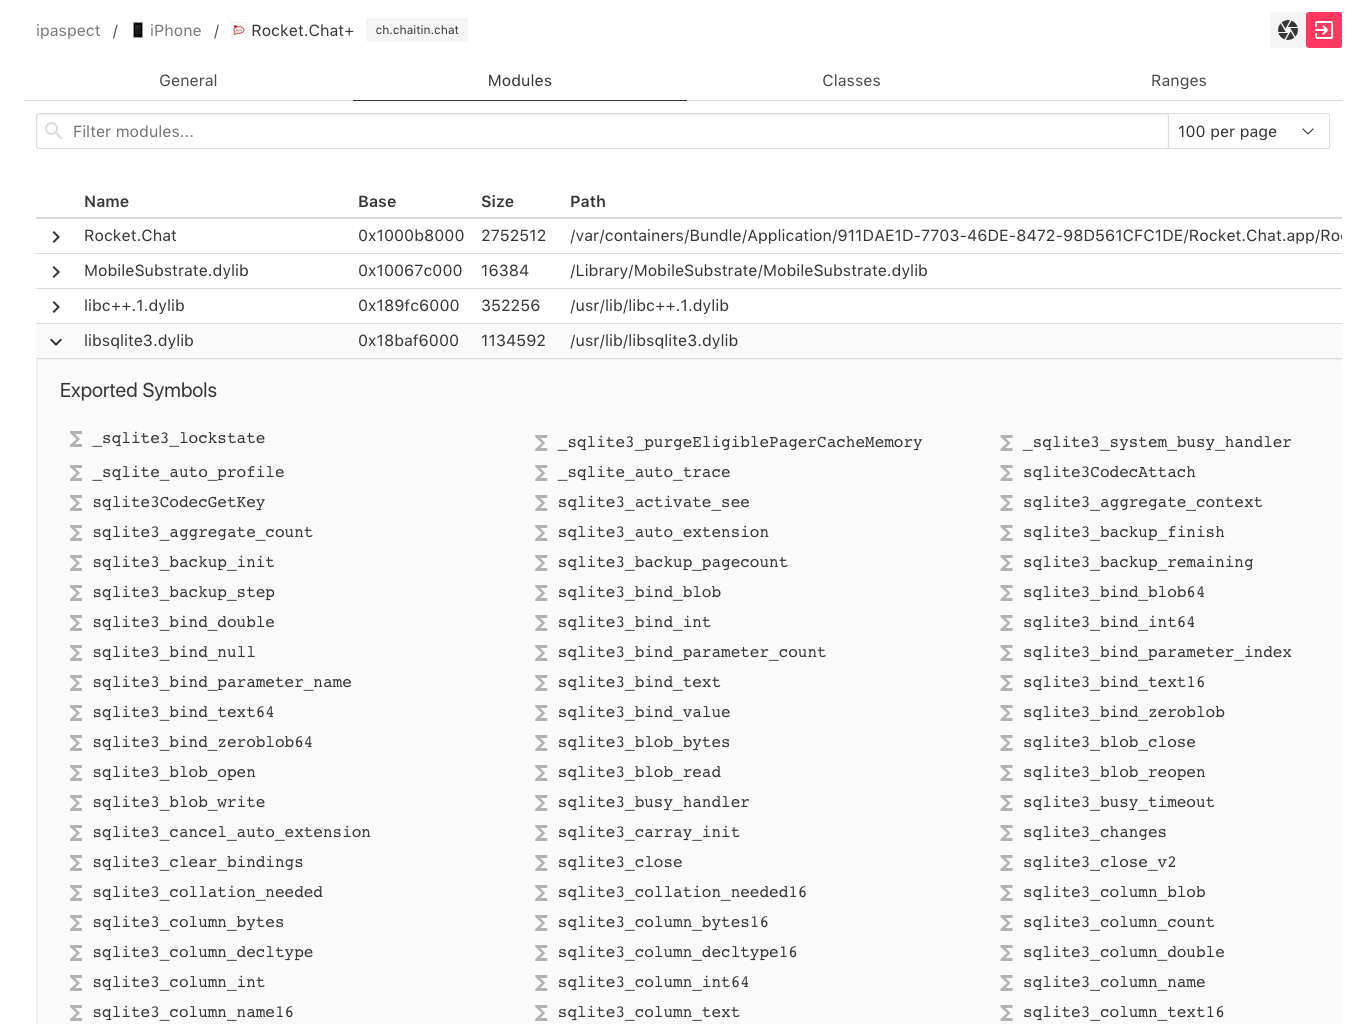 ipaspect / iPhone / Rocket.Chat+ ch.chaitin.chat
General Modules Classes Ranges
Filter modules... 100 per page
Name Base Size Path
Rocket.Chat 0x1000b8000 2752512 /var/containers/Bundle/Application/911DAE1D-7703-46DE-8472-98D561CFC1DE/Rocket.Chat.app/Ro
MobileSubstrate.dylib 0x10067c000 16384 /Library/MobileSubstrate/MobileSubstrate.dylib
libc++.1.dylib 0x189fc6000 352256 /usr/lib/libc++.1.dylib
libsqlite3.dylib 0x18baf6000 1134592 /usr/lib/libsqlite3.dylib
Exported Symbols
_sqlite3_lockstate _sqlite3_purgeEligiblePagerCacheMemory _sqlite3_system_busy_handler
_sqlite_auto_profile _sqlite_auto_trace sqlite3CodecAttach
sqlite3CodecGetKey sqlite3_activate_see sqlite3_aggregate_context
sqlite3_aggregate_count sqlite3_auto_extension sqlite3_backup_finish
sqlite3_backup_init sqlite3_backup_pagecount sqlite3_backup_remaining
sqlite3_backup_step sqlite3_bind_blob sqlite3_bind_blob64
sqlite3_bind_double sqlite3_bind_int sqlite3_bind_int64
sqlite3_bind_null sqlite3_bind_parameter_count sqlite3_bind_parameter_index
sqlite3_bind_parameter_name sqlite3_bind_text sqlite3_bind_text16
sqlite3_bind_text64 sqlite3_bind_value sqlite3_bind_zeroblob
sqlite3_bind_zeroblob64 sqlite3_blob_bytes sqlite3_blob_close
sqlite3_blob_open sqlite3_blob_read sqlite3_blob_reopen
sqlite3_blob_write sqlite3_busy_handler sqlite3_busy_timeout
sqlite3_cancel_auto_extension sqlite3_carray_init sqlite3_changes
sqlite3_clear_bindings sqlite3_close sqlite3_close_v2
sqlite3_collation_needed sqlite3_collation_needed16 sqlite3_column_blob
sqlite3_column_bytes sqlite3_column_bytes16 sqlite3_column_count
sqlite3_column_decltype sqlite3_column_decltype16 sqlite3_column_double
sqlite3_column_int sqlite3_column_int64 sqlite3_column_name
sqlite3_column_name16 sqlite3_column_text sqlite3_column_text16